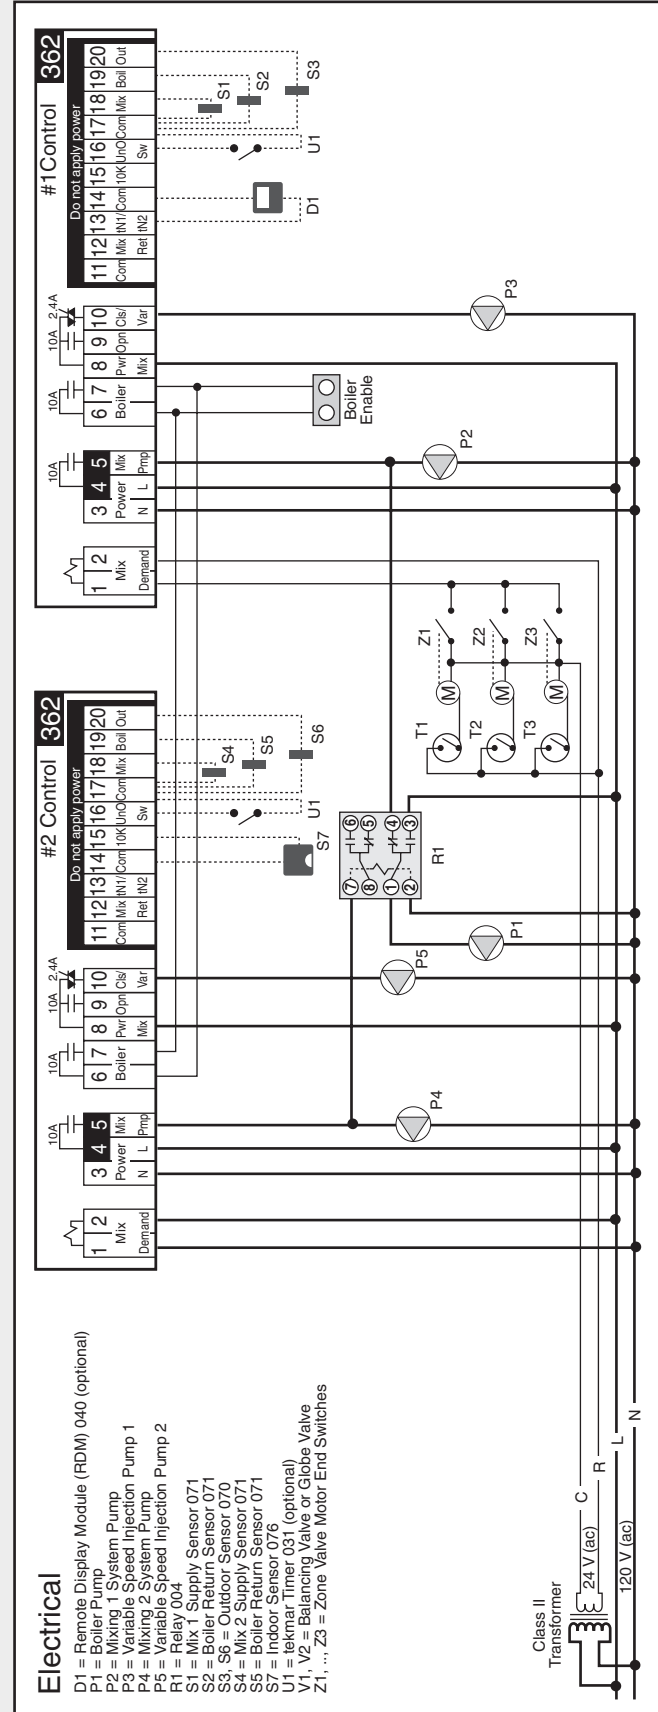 Electrical
D1 = Remote Display Module (RDM) 040 (optional)
P1 = Boiler Pump
P2 = Mixing 1 System Pump
P3 = Variable Speed Injection Pump 1
P4 = Mixing 2 System Pump
P5 = Variable Speed Injection Pump 2
R1 = Relay 004
S1 = Mix 1 Supply Sensor 071
S2 = Boiler Return Sensor 071
S3, S6 = Outdoor Sensor 070
S4 = Mix 2 Supply Sensor 071
S5 = Boiler Return Sensor 071
S7 = Indoor Sensor 076
U1 = tekmar Timer 031 (optional)
V1, V2 = Balancing Valve or Globe Valve
Z1, .., Z3 = Zone Valve Motor End Switches
#2 Control 362
Do not apply power
10A 10A 10A 2.4A
1 2 3 4 5 6 7 8 9 10 11 12 13 14 15 16 17 18 19 20
Mix Power Mix Boiler Pwr Opn Cls/ Com Mix tN1/ Com 10K UnO Com Mix Boil Out
Demand N L Pmp Mix Var Ret tN2 Sw
S4
S5
S6
U1
S7
P5
P4
P1
#1Control 362
Do not apply power
10A 10A 10A 2.4A
1 2 3 4 5 6 7 8 9 10 11 12 13 14 15 16 17 18 19 20
Mix Power Mix Boiler Pwr Opn Cls/ Com Mix tN1/ Com 10K UnO Com Mix Boil Out
Demand N L Pmp Mix Var Ret tN2 Sw
S1
S2
S3
U1
D1
P3
Boiler
Enable
P2
7 6
8 5
1 4
2 3
R1
T1 M Z1
T2 M Z2
T3 M Z3
Class II
Transformer
24 V (ac)
120 V (ac)
C
R
L
N